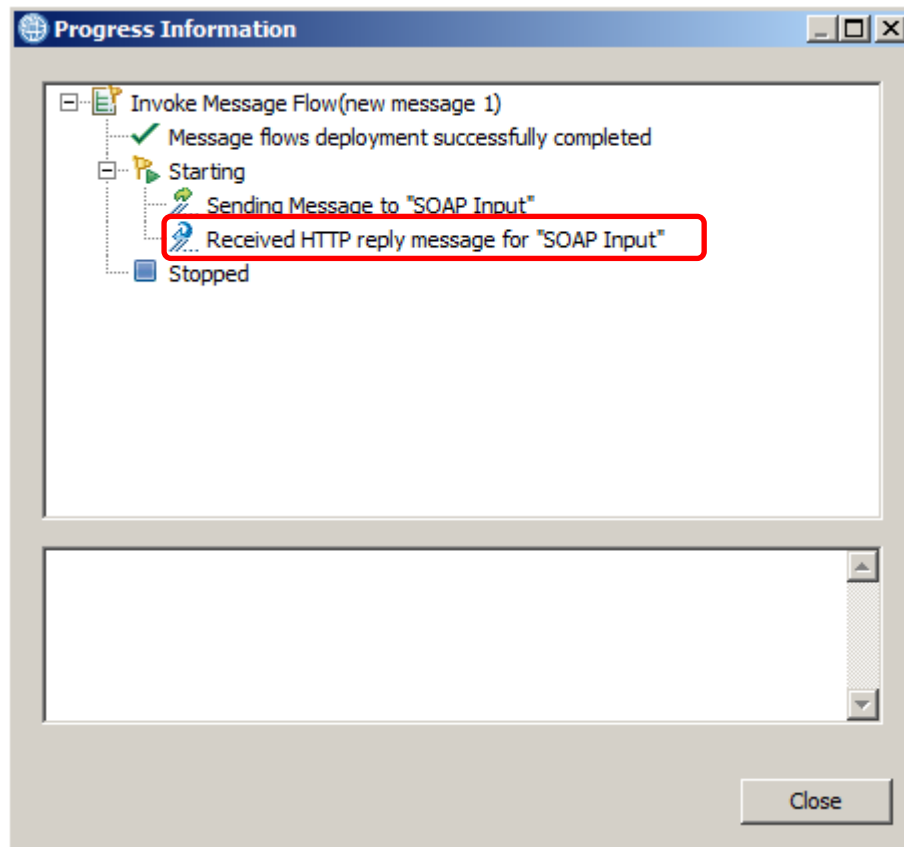 Progress Information
Invoke Message Flow(new message 1)
Message flows deployment successfully completed
Starting
Sending Message to "SOAP Input"
Received HTTP reply message for "SOAP Input"
Stopped
Close